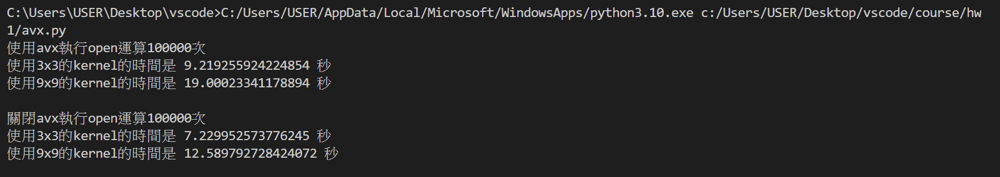 C:\Users\USER\Desktop\vscode>C:/Users/USER/AppData/Local/Microsoft/WindowsApps/python3.10.exe c:/Users/USER/Desktop/vscode/course/hw
1/avx.py
使用avx執行open運算100000次
使用3x3的kernel的時間是 9.219255924224854 秒
使用9x9的kernel的時間是 19.00023341178894 秒
關閉avx執行open運算100000次
使用3x3的kernel的時間是 7.229952573776245 秒
使用9x9的kernel的時間是 12.589792728424072 秒